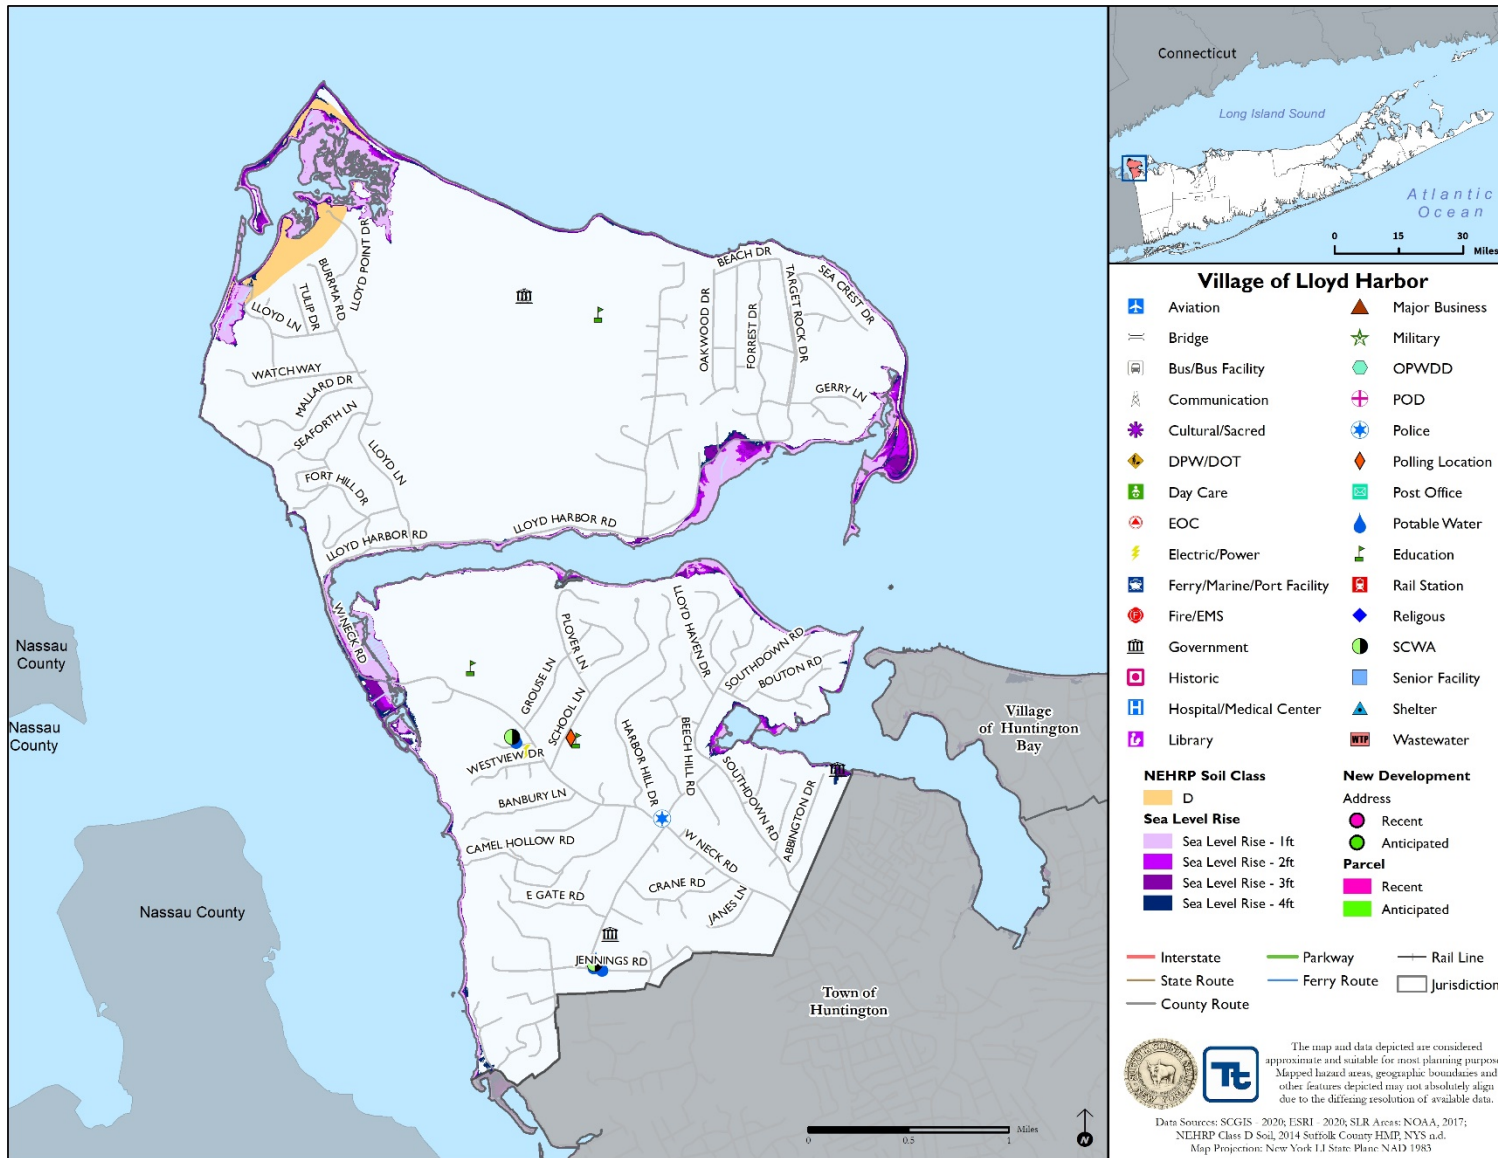 Connecticut
Long Island Sound
Atlantic
Ocean
0 15 30
Miles
Village of Lloyd Harbor
Aviation
Bridge
Bus/Bus Facility
Communication
Cultural/Sacred
DPW/DOT
Day Care
EOC
Electric/Power
Ferry/Marine/Port Facility
Fire/EMS
Government
Historic
Hospital/Medical Center
Library
Major Business
Military
OPWDD
POD
Police
Polling Location
Post Office
Potable Water
Education
Rail Station
Religous
SCWA
Senior Facility
Shelter
WTP Wastewater
NEHRP Soil Class
D
Sea Level Rise
Sea Level Rise - 1ft
Sea Level Rise - 2ft
Sea Level Rise - 3ft
Sea Level Rise - 4ft
New Development
Address
Recent
Anticipated
Parcel
Recent
Anticipated
Interstate
State Route
County Route
Parkway
Ferry Route
Rail Line
Jurisdiction
Tt
The map and data depicted are considered
approximate and suitable for most planning purpose
Mapped hazard areas, geographic boundaries and
other features depicted may not absolutely align
due to the differing resolution of available data.
Data Sources: SCGIS - 2020; ESRI - 2020; SLR Areas: NOAA, 2017;
NEHRP Class D Soil, 2014 Suffolk County HMP, NYS n.d.
Map Projection: New York LI State Plane NAD 1983
LLOYD POINT DR
BURRMA RD
TULIP DR
LLOYD LN
WATCHWAY
MALLARD DR
SEAFORTH LN
LLOYD LN
FORT HILL DR
LLOYD HARBOR RD
LLOYD HARBOR RD
BEACH DR
SEA CREST DR
TARGET ROCK DR
OAKWOOD DR
FORREST DR
GERRY LN
W NECK RD
PLOVER LN
GROUSE LN
SCHOOL LN
LLOYD HAVEN DR
SOUTHDOWN RD
BOUTON RD
HARBOR HILL DR
BEECH HILL RD
WESTVIEW DR
BANBURY LN
CAMEL HOLLOW RD
SOUTHDOWN RD
ABBINGTON DR
W NECK RD
E GATE RD
CRANE RD
JANES LN
JENNINGS RD
Nassau
County
Nassau
County
Nassau County
Village
of Huntington
Bay
Town of
Huntington
Miles
0 0.5 1
N